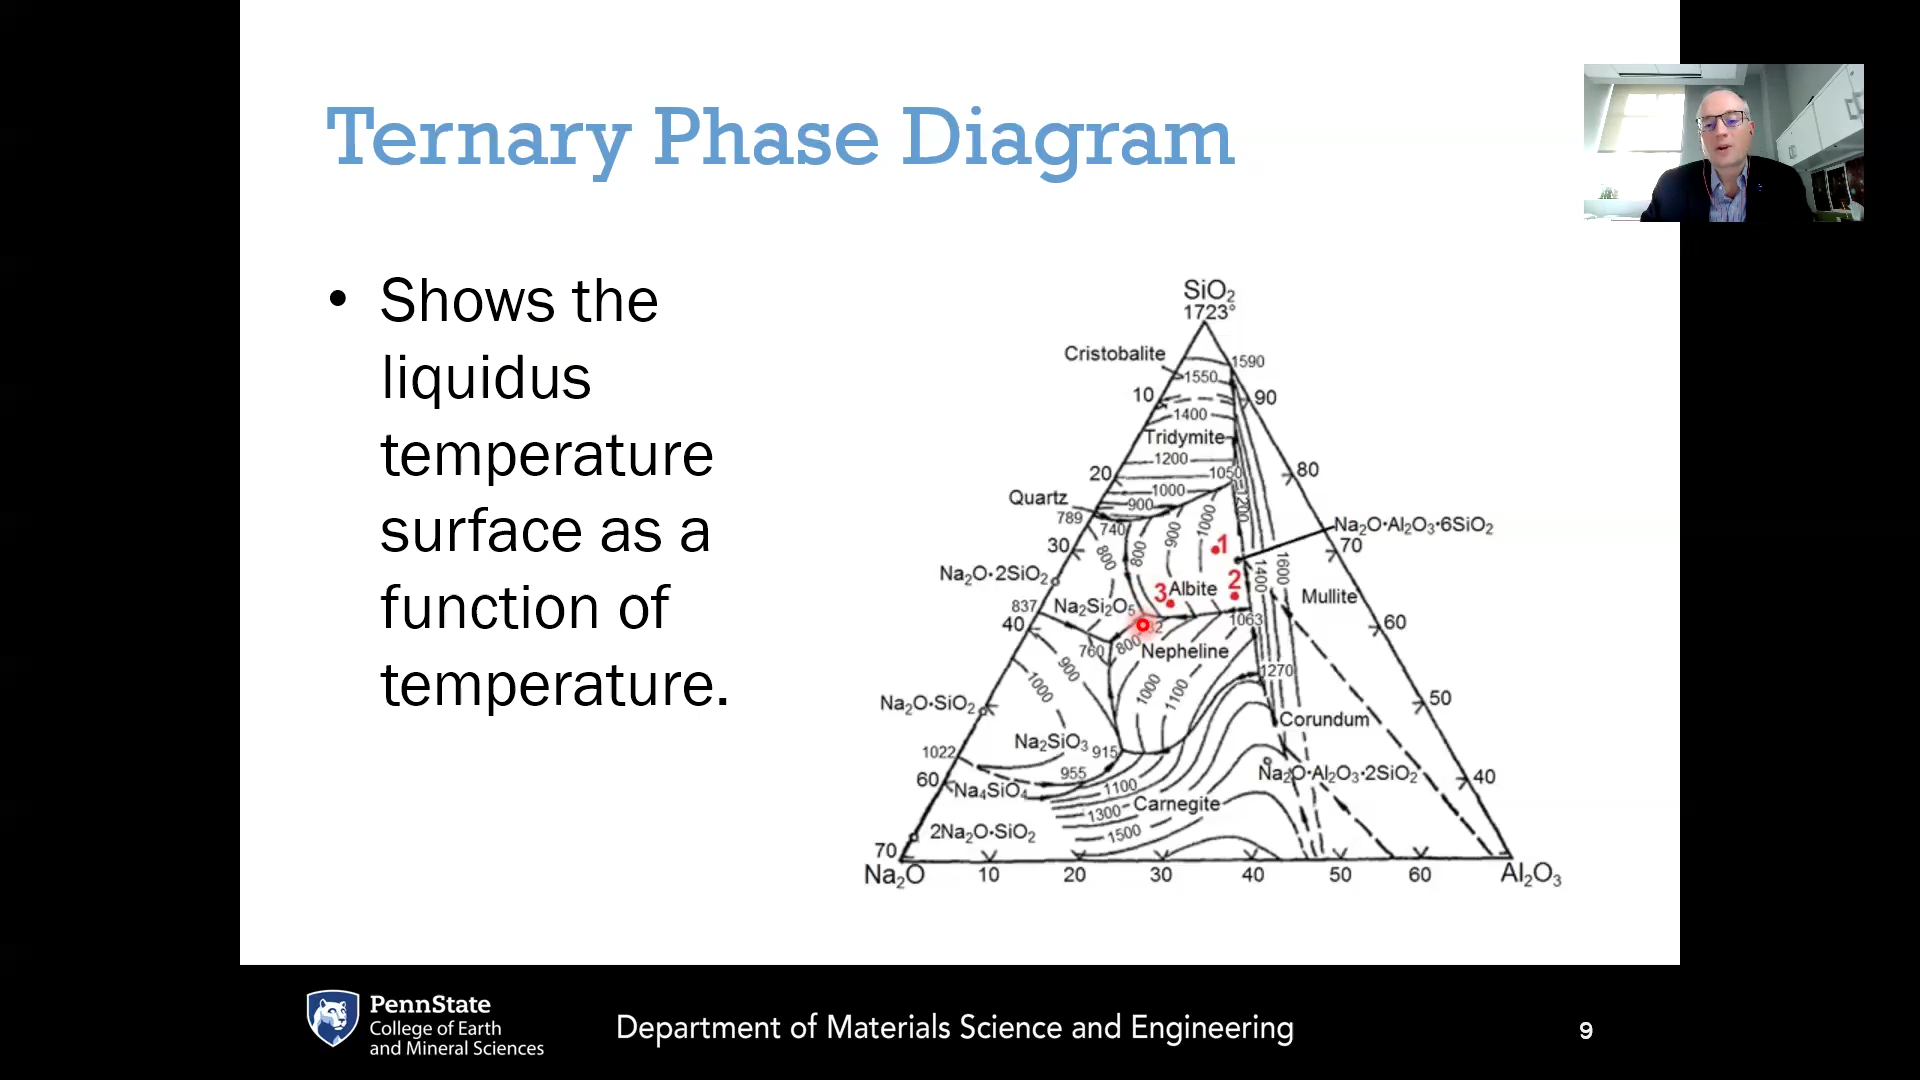 Ternary Phase Diagram
• Shows the
liquidus
temperature
surface as a
function of
temperature.
SiO₂
1723°
Cristobalite
1590
1550
10
90
1400
Tridymite
1200
20
1050
80
1200
1000
Quartz
900
789
740
Na₂O•Al₂O₃•6SiO₂
30
800
800
900
1000
1
70
Na₂O•2SiO₂
1400
1600
837
Na₂Si₂O₅
3
Albite
2
Mullite
40
1063
60
760
800
Nepheline
900
1000
1000
1100
1270
Na₂O•SiO₂
50
Corundum
Na₂SiO₃
915
1022
955
Na₂O•Al₂O₃•2SiO₂
60
Na₄SiO₄
1100
40
1300
Carnegite
2Na₂O•SiO₂
1500
70
Na₂O
10
20
30
40
50
60
Al₂O₃
PennState
College of Earth
and Mineral Sciences
Department of Materials Science and Engineering
9